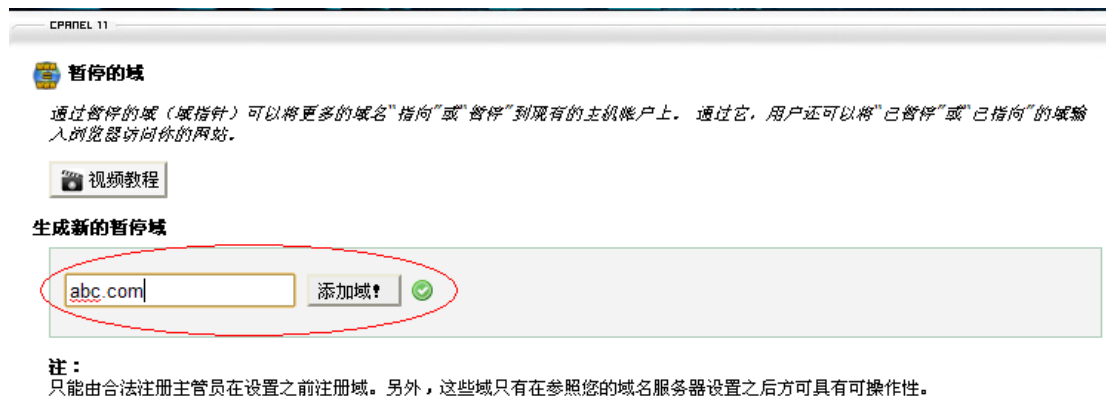 CPANEL 11
暂停的域
通过暂停的域（域指针）可以将更多的域名"指向"或"暂停"到现有的主机账户上。 通过它，用户还可以将"已暂停"或"已指向"的域输
入浏览器访问你的网站。
视频教程
生成新的暂停域
abc.com 添加域!
注：
只能由合法注册主管员在设置之前注册域。另外，这些域只有在参照您的域名服务器设置之后方可具有可操作性。